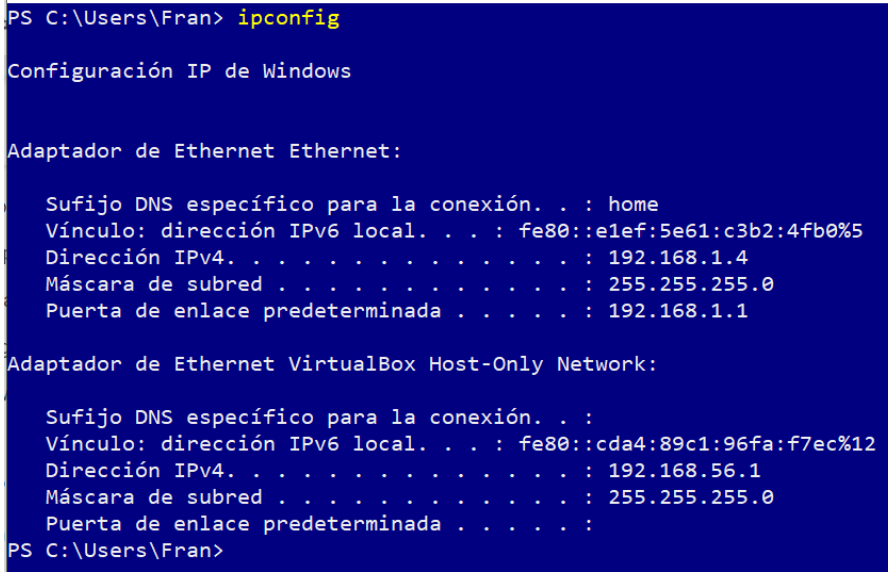 PS C:\Users\Fran> ipconfig
Configuración IP de Windows
Adaptador de Ethernet Ethernet:
Sufijo DNS específico para la conexión. . : home
Vínculo: dirección IPv6 local. . . : fe80::e1ef:5e61:c3b2:4fb0%5
Dirección IPv4. . . . . . . . . . . . . . : 192.168.1.4
Máscara de subred . . . . . . . . . . . . : 255.255.255.0
Puerta de enlace predeterminada . . . . . : 192.168.1.1
Adaptador de Ethernet VirtualBox Host-Only Network:
Sufijo DNS específico para la conexión. . :
Vínculo: dirección IPv6 local. . . : fe80::cda4:89c1:96fa:f7ec%12
Dirección IPv4. . . . . . . . . . . . . . : 192.168.56.1
Máscara de subred . . . . . . . . . . . . : 255.255.255.0
Puerta de enlace predeterminada . . . . . :
PS C:\Users\Fran>